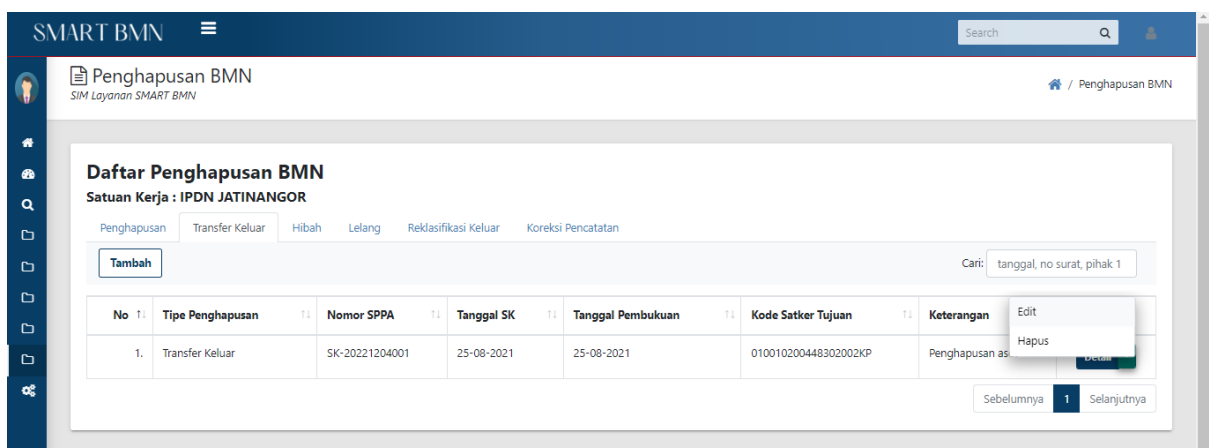 SMART BMN
Search
Penghapusan BMN
SIM Layanan SMART BMN
/ Penghapusan BMN
Daftar Penghapusan BMN
Satuan Kerja : IPDN JATINANGOR
Penghapusan Transfer Keluar Hibah Lelang Reklasifikasi Keluar Koreksi Pencatatan
Tambah
Cari: tanggal, no surat, pihak 1
No Tipe Penghapusan Nomor SPPA Tanggal SK Tanggal Pembukuan Kode Satker Tujuan Keterangan
Edit
Hapus
1. Transfer Keluar SK-20221204001 25-08-2021 25-08-2021 010010200448302002KP Penghapusan
Detail
Sebelumnya 1 Selanjutnya